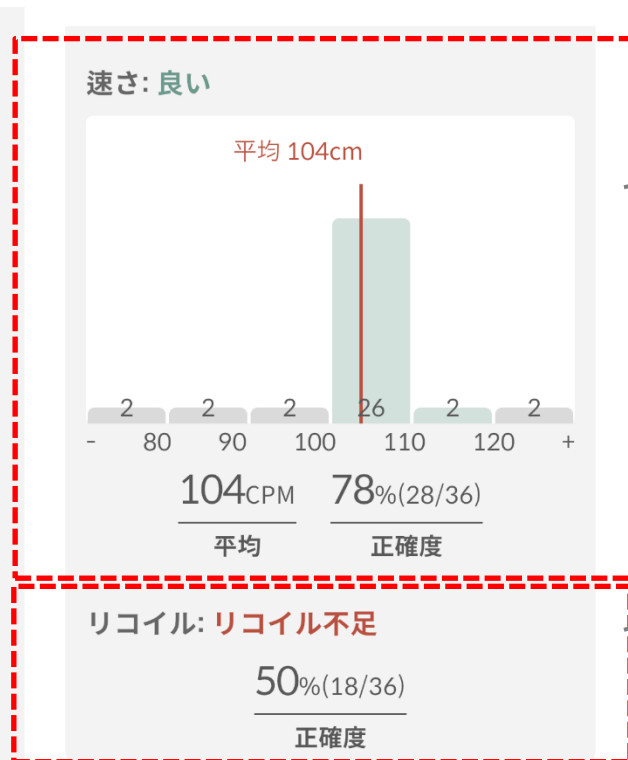 速さ: 良い
平均 104cm
2 2 2 26 2 2
- 80 90 100 110 120 +
104CPM 78%(28/36)
平均 正確度
リコイル: リコイル不足
50%(18/36)
正確度